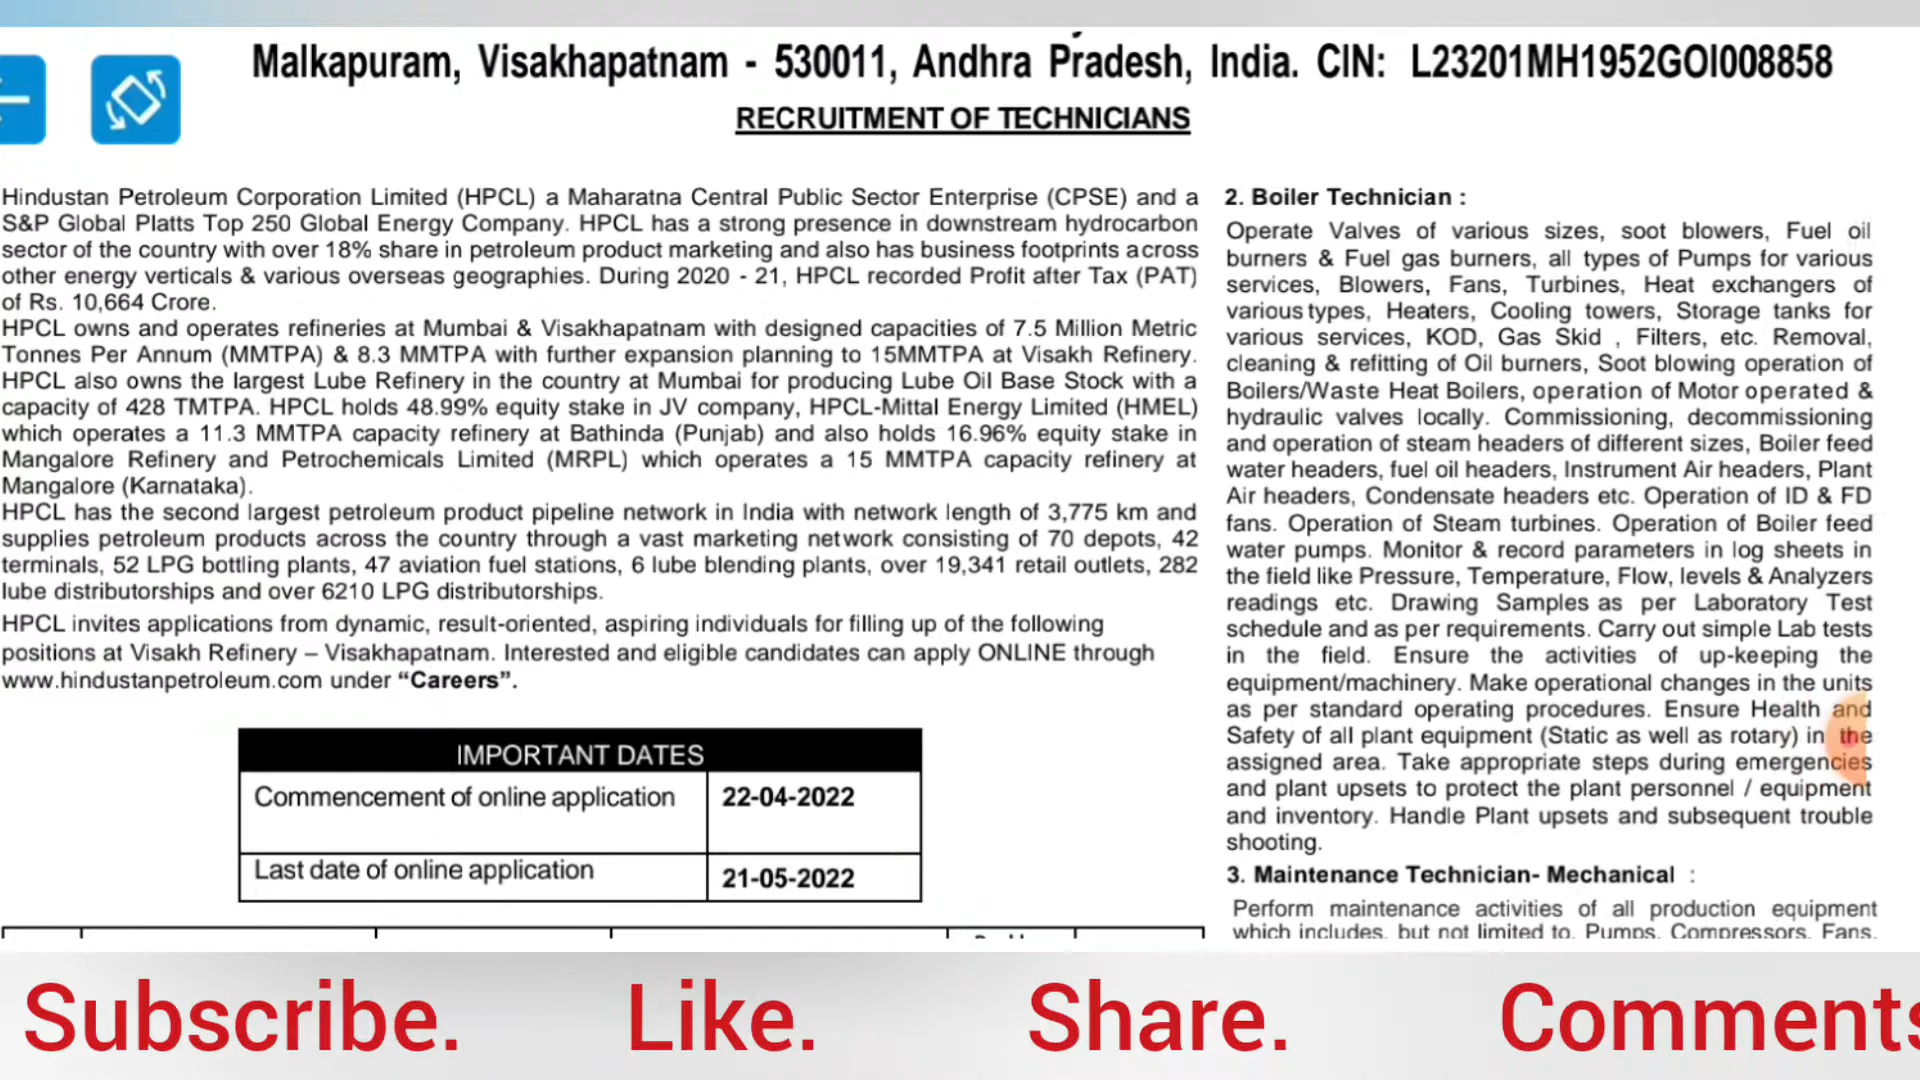 Malkapuram, Visakhapatnam - 530011, Andhra Pradesh, India. CIN: L23201MH1952GOI008858
RECRUITMENT OF TECHNICIANS
Hindustan Petroleum Corporation Limited (HPCL) a Maharatna Central Public Sector Enterprise (CPSE) and a
S&P Global Platts Top 250 Global Energy Company. HPCL has a strong presence in downstream hydrocarbon
sector of the country with over 18% share in petroleum product marketing and also has business footprints across
other energy verticals & various overseas geographies. During 2020 - 21, HPCL recorded Profit after Tax (PAT)
of Rs. 10,664 Crore.
HPCL owns and operates refineries at Mumbai & Visakhapatnam with designed capacities of 7.5 Million Metric
Tonnes Per Annum (MMTPA) & 8.3 MMTPA with further expansion planning to 15MMTPA at Visakh Refinery.
HPCL also owns the largest Lube Refinery in the country at Mumbai for producing Lube Oil Base Stock with a
capacity of 428 TMTPA. HPCL holds 48.99% equity stake in JV company, HPCL-Mittal Energy Limited (HMEL)
which operates a 11.3 MMTPA capacity refinery at Bathinda (Punjab) and also holds 16.96% equity stake in
Mangalore Refinery and Petrochemicals Limited (MRPL) which operates a 15 MMTPA capacity refinery at
Mangalore (Karnataka).
HPCL has the second largest petroleum product pipeline network in India with network length of 3,775 km and
supplies petroleum products across the country through a vast marketing network consisting of 70 depots, 42
terminals, 52 LPG bottling plants, 47 aviation fuel stations, 6 lube blending plants, over 19,341 retail outlets, 282
lube distributorships and over 6210 LPG distributorships.
HPCL invites applications from dynamic, result-oriented, aspiring individuals for filling up of the following
positions at Visakh Refinery – Visakhapatnam. Interested and eligible candidates can apply ONLINE through
www.hindustanpetroleum.com under “Careers”.
IMPORTANT DATES
Commencement of online application 22-04-2022
Last date of online application 21-05-2022
2. Boiler Technician :
Operate Valves of various sizes, soot blowers, Fuel oil
burners & Fuel gas burners, all types of Pumps for various
services, Blowers, Fans, Turbines, Heat exchangers of
various types, Heaters, Cooling towers, Storage tanks for
various services, KOD, Gas Skid , Filters, etc. Removal,
cleaning & refitting of Oil burners, Soot blowing operation of
Boilers/Waste Heat Boilers, operation of Motor operated &
hydraulic valves locally. Commissioning, decommissioning
and operation of steam headers of different sizes, Boiler feed
water headers, fuel oil headers, Instrument Air headers, Plant
Air headers, Condensate headers etc. Operation of ID & FD
fans. Operation of Steam turbines. Operation of Boiler feed
water pumps. Monitor & record parameters in log sheets in
the field like Pressure, Temperature, Flow, levels & Analyzers
readings etc. Drawing Samples as per Laboratory Test
schedule and as per requirements. Carry out simple Lab tests
in the field. Ensure the activities of up-keeping the
equipment/machinery. Make operational changes in the units
as per standard operating procedures. Ensure Health and
Safety of all plant equipment (Static as well as rotary) in the
assigned area. Take appropriate steps during emergencies
and plant upsets to protect the plant personnel / equipment
and inventory. Handle Plant upsets and subsequent trouble
shooting.
3. Maintenance Technician- Mechanical :
Perform maintenance activities of all production equipment
which includes, but not limited to, Pumps, Compressors, Fans,
Subscribe. Like. Share. Comments